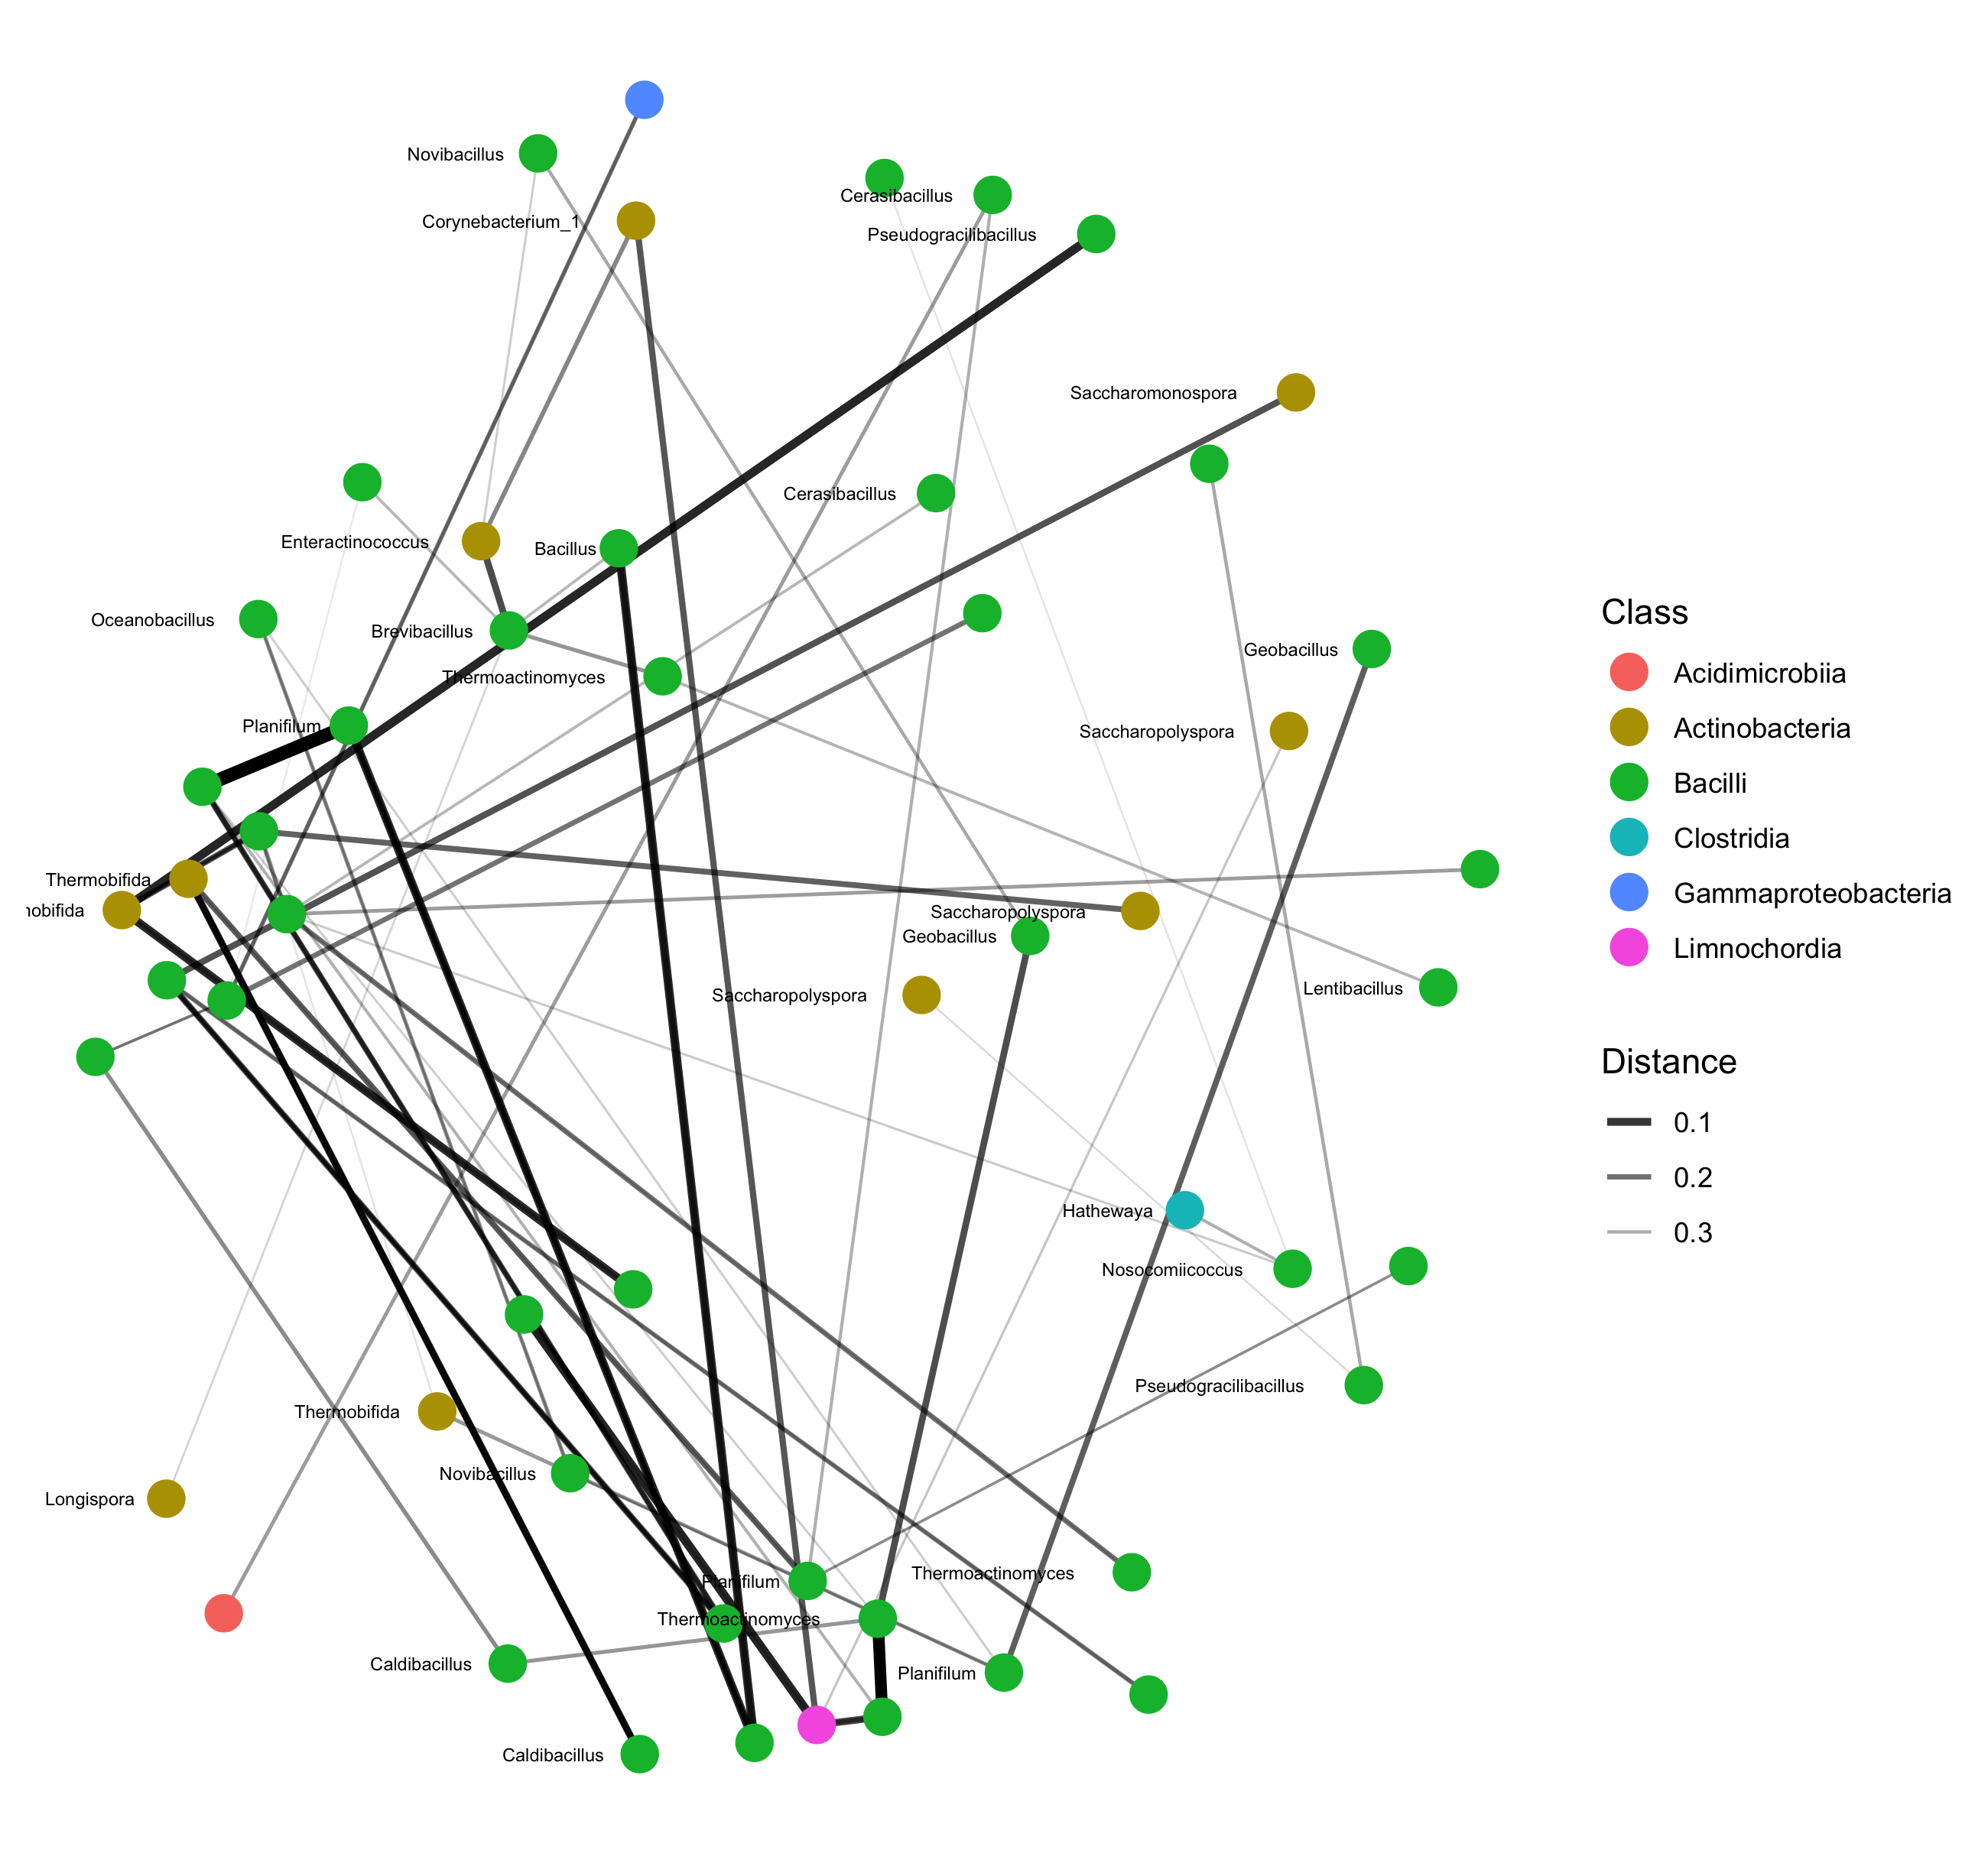 Novibacillus
Cerasibacillus
Corynebacterium_1
Pseudogracilibacillus
Saccharomonospora
Cerasibacillus
Enteractinococcus
Bacillus
Oceanobacillus
Brevibacillus
Geobacillus
Thermoactinomyces
Planifilum
Saccharopolyspora
Thermobifida
nobifida
Saccharopolyspora
Geobacillus
Saccharopolyspora
Lentibacillus
Hathewaya
Nosocomiicoccus
Pseudogracilibacillus
Thermobifida
Novibacillus
Longispora
Thermoactinomyces
Planifilum
Thermoactinomyces
Caldibacillus
Planifilum
Caldibacillus
Class
Acidimicrobiia
Actinobacteria
Bacilli
Clostridia
Gammaproteobacteria
Limnochordia
Distance
0.1
0.2
0.3